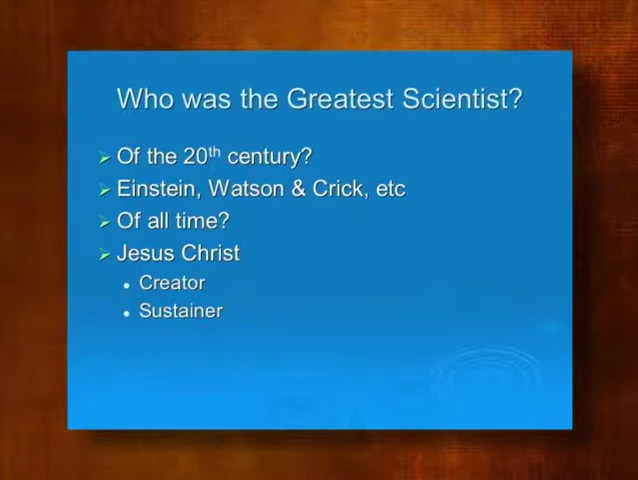 Who was the Greatest Scientist?
Of the 20th century?
Einstein, Watson & Crick, etc
Of all time?
Jesus Christ
Creator
Sustainer